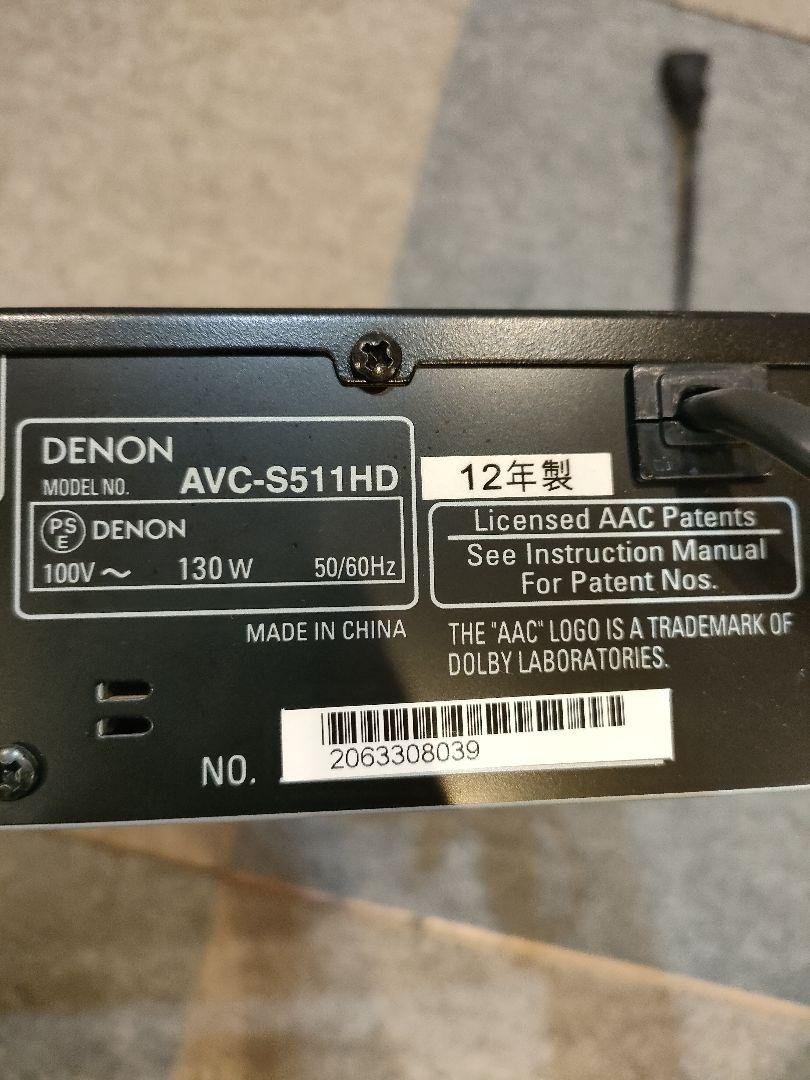 DENON
MODEL NO. AVC-S511HD
PS
E
DENON
100V〜 130W 50/60Hz
MADE IN CHINA
12年製
Licensed AAC Patents
See Instruction Manual
For Patent Nos.
THE "AAC" LOGO IS A TRADEMARK OF
DOLBY LABORATORIES.
NO. 2063308039